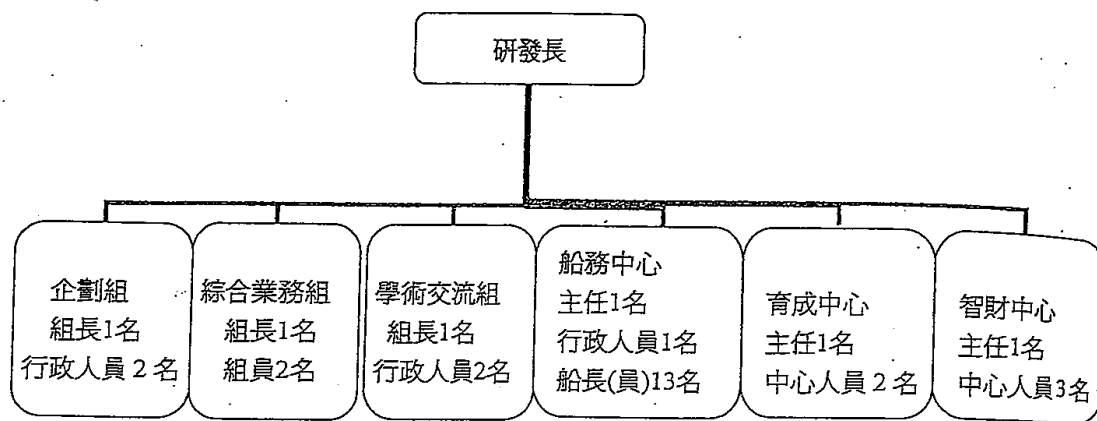 研發長
企劃組
組長1名
行政人員2名
綜合業務組
組長1名
組員2名
學術交流組
組長1名
行政人員2名
船務中心
主任1名
行政人員1名
船長(員)13名
育成中心
主任1名
中心人員2名
智財中心
主任1名
中心人員3名